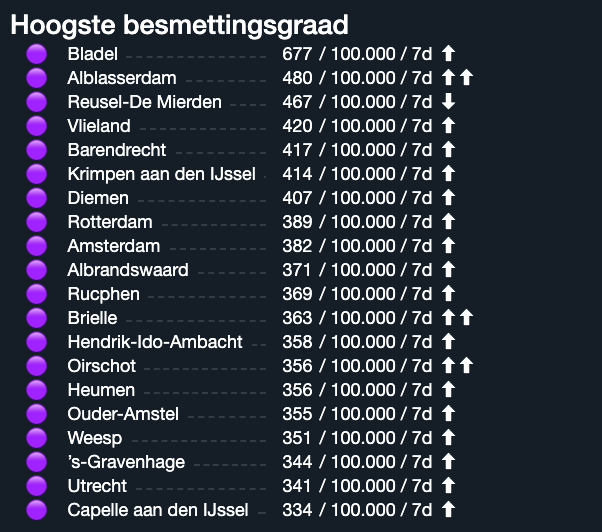 Hoogste besmettingsgraad
Bladel 677 / 100.000 / 7d ⬆
Alblasserdam 480 / 100.000 / 7d ⬆⬆
Reusel-De Mierden 467 / 100.000 / 7d ⬇
Vlieland 420 / 100.000 / 7d ⬆
Barendrecht 417 / 100.000 / 7d ⬆
Krimpen aan den IJssel 414 / 100.000 / 7d ⬆
Diemen 407 / 100.000 / 7d ⬆
Rotterdam 389 / 100.000 / 7d ⬆
Amsterdam 382 / 100.000 / 7d ⬆
Albrandswaard 371 / 100.000 / 7d ⬆
Rucphen 369 / 100.000 / 7d ⬆
Brielle 363 / 100.000 / 7d ⬆⬆
Hendrik-Ido-Ambacht 358 / 100.000 / 7d ⬆
Oirschot 356 / 100.000 / 7d ⬆⬆
Heumen 356 / 100.000 / 7d ⬆
Ouder-Amstel 355 / 100.000 / 7d ⬆
Weesp 351 / 100.000 / 7d ⬆
’s-Gravenhage 344 / 100.000 / 7d ⬆
Utrecht 341 / 100.000 / 7d ⬆
Capelle aan den IJssel 334 / 100.000 / 7d ⬆